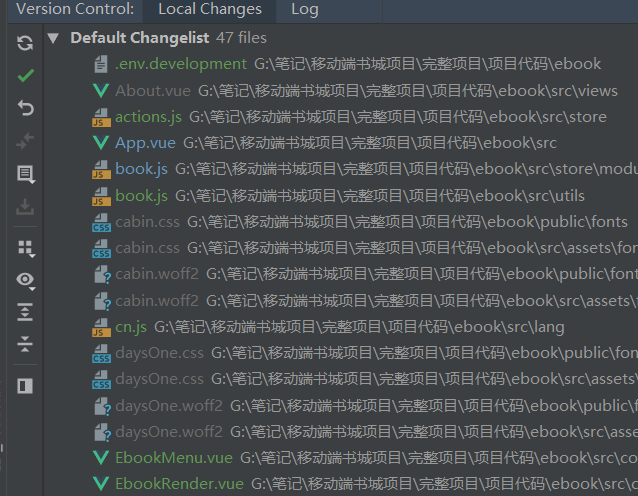 Version Control: Local Changes Log
Default Changelist 47 files
.env.development G:\笔记\移动端书城项目\完整项目\项目代码\ebook
About.vue G:\笔记\移动端书城项目\完整项目\项目代码\ebook\src\views
actions.js G:\笔记\移动端书城项目\完整项目\项目代码\ebook\src\store
App.vue G:\笔记\移动端书城项目\完整项目\项目代码\ebook\src
book.js G:\笔记\移动端书城项目\完整项目\项目代码\ebook\src\store\modu
book.js G:\笔记\移动端书城项目\完整项目\项目代码\ebook\src\utils
cabin.css G:\笔记\移动端书城项目\完整项目\项目代码\ebook\public\fonts
cabin.css G:\笔记\移动端书城项目\完整项目\项目代码\ebook\src\assets\fon
cabin.woff2 G:\笔记\移动端书城项目\完整项目\项目代码\ebook\public\font
cabin.woff2 G:\笔记\移动端书城项目\完整项目\项目代码\ebook\src\assets\
cn.js G:\笔记\移动端书城项目\完整项目\项目代码\ebook\src\lang
daysOne.css G:\笔记\移动端书城项目\完整项目\项目代码\ebook\public\fon
daysOne.css G:\笔记\移动端书城项目\完整项目\项目代码\ebook\src\assets\
daysOne.woff2 G:\笔记\移动端书城项目\完整项目\项目代码\ebook\public\f
daysOne.woff2 G:\笔记\移动端书城项目\完整项目\项目代码\ebook\src\asse
EbookMenu.vue G:\笔记\移动端书城项目\完整项目\项目代码\ebook\src\co
EbookRender.vue G:\笔记\移动端书城项目\完整项目\项目代码\ebook\src\c